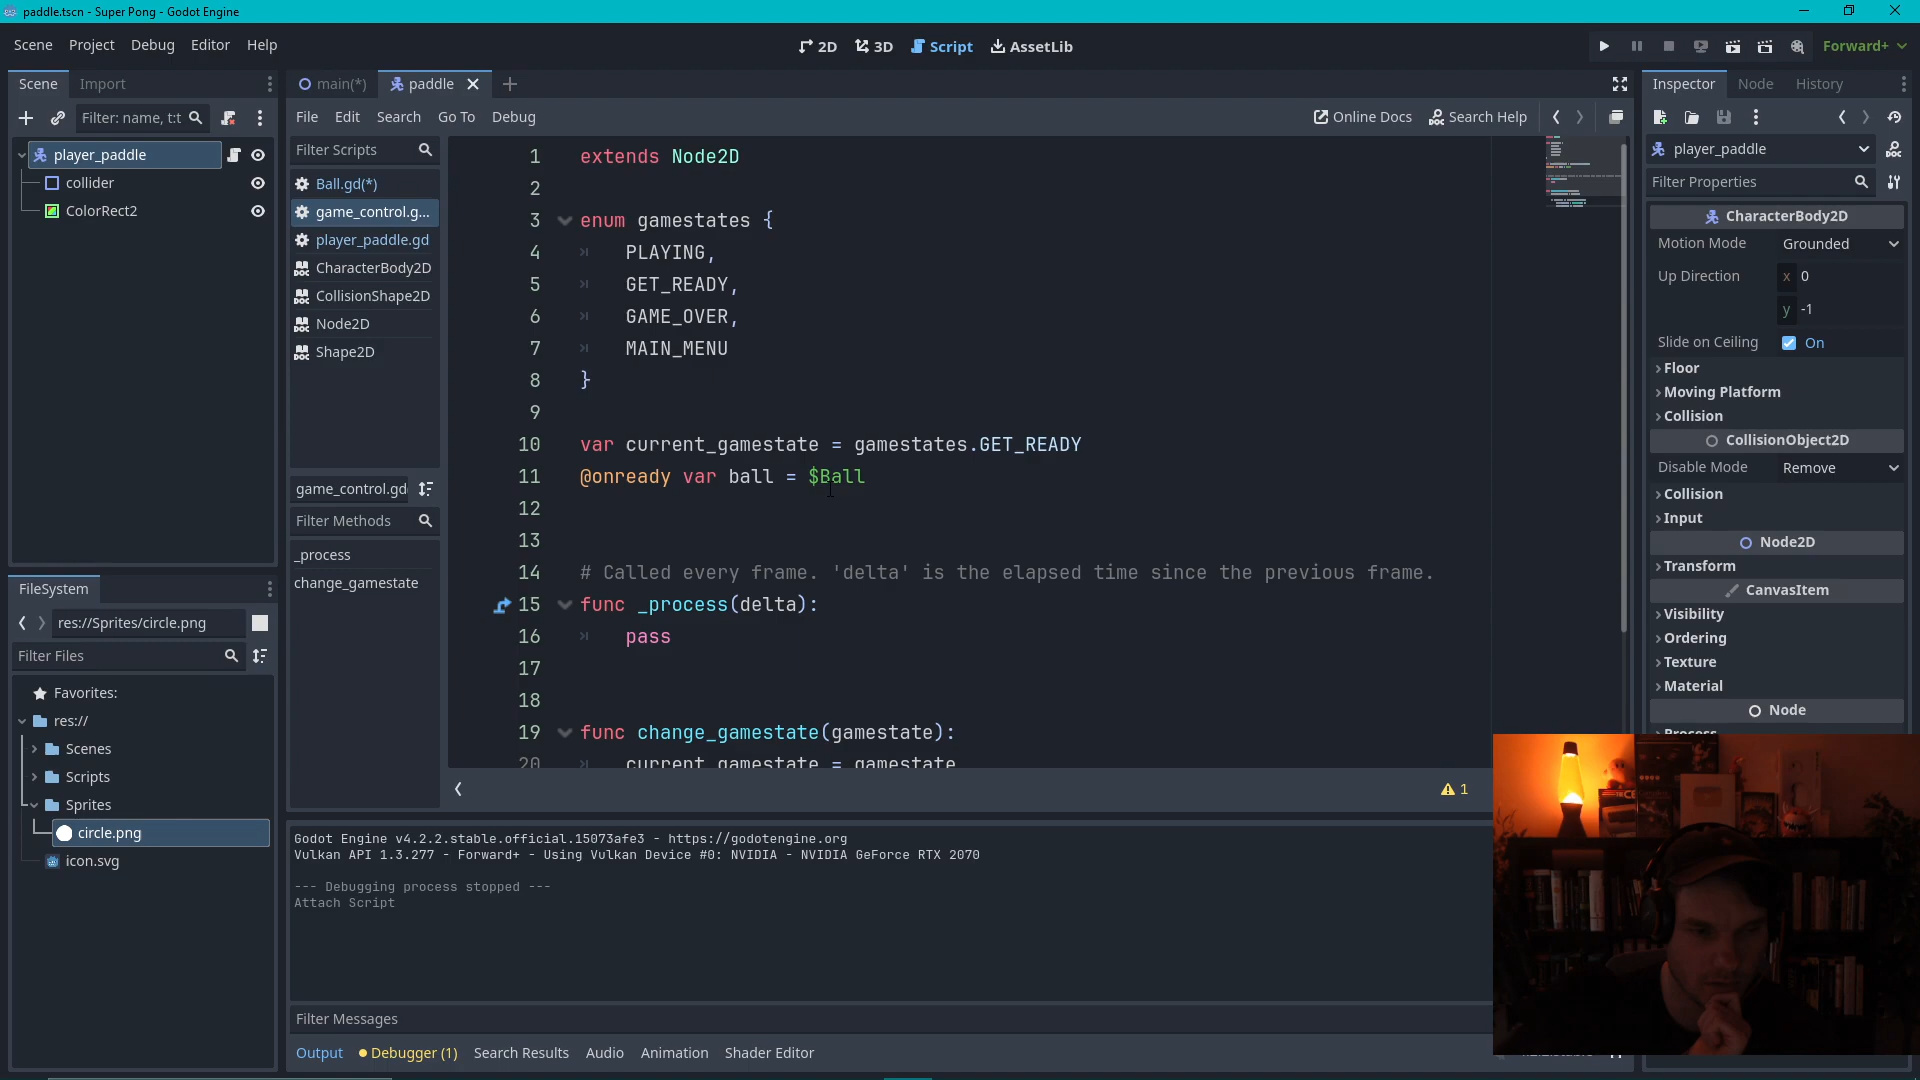 paddle.tscn - Super Pong - Godot Engine
Scene Project Debug Editor Help
2D 3D Script AssetLib
Forward+
Scene Import
main(*) paddle
Inspector Node History
Filter: name, t:t
File Edit Search Go To Debug
Online Docs Search Help
player_paddle
collider
ColorRect2
Filter Scripts
Ball.gd(*)
game_control.g...
player_paddle.gd
CharacterBody2D
CollisionShape2D
Node2D
Shape2D
game_control.gd
Filter Methods
_process
change_gamestate
1 extends Node2D
2
3 enum gamestates {
4 PLAYING,
5 GET_READY,
6 GAME_OVER,
7 MAIN_MENU
8 }
9
10 var current_gamestate = gamestates.GET_READY
11 @onready var ball = $Ball
12
13
14 # Called every frame. 'delta' is the elapsed time since the previous frame.
15 func _process(delta):
16 pass
17
18
19 func change_gamestate(gamestate):
20 current_gamestate = gamestate
1
player_paddle
Filter Properties
CharacterBody2D
Motion Mode Grounded
Up Direction x 0
y -1
Slide on Ceiling On
Floor
Moving Platform
Collision
CollisionObject2D
Disable Mode Remove
Collision
Input
Node2D
Transform
CanvasItem
Visibility
Ordering
Texture
Material
Node
Process
FileSystem
res://Sprites/circle.png
Filter Files
Favorites:
res://
Scenes
Scripts
Sprites
circle.png
icon.svg
Godot Engine v4.2.2.stable.official.15073afe3 - https://godotengine.org
Vulkan API 1.3.277 - Forward+ - Using Vulkan Device #0: NVIDIA - NVIDIA GeForce RTX 2070
--- Debugging process stopped ---
Attach Script
Filter Messages
Output Debugger (1) Search Results Audio Animation Shader Editor